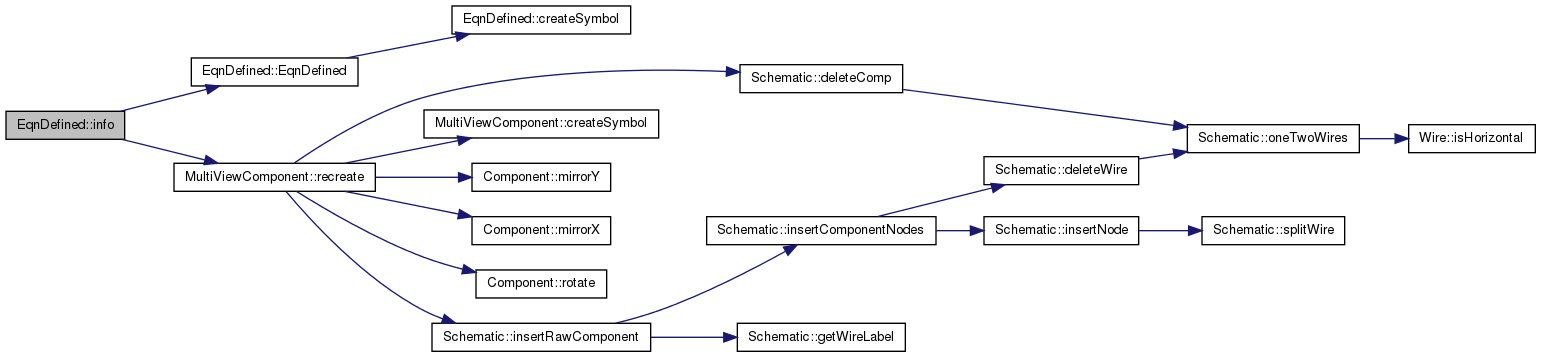 EqnDefined::createSymbol
EqnDefined::EqnDefined
Schematic::deleteComp
EqnDefined::info
MultiViewComponent::createSymbol
Schematic::oneTwoWires
Wire::isHorizontal
MultiViewComponent::recreate
Component::mirrorY
Schematic::deleteWire
Component::mirrorX
Schematic::insertComponentNodes
Schematic::insertNode
Schematic::splitWire
Component::rotate
Schematic::insertRawComponent
Schematic::getWireLabel